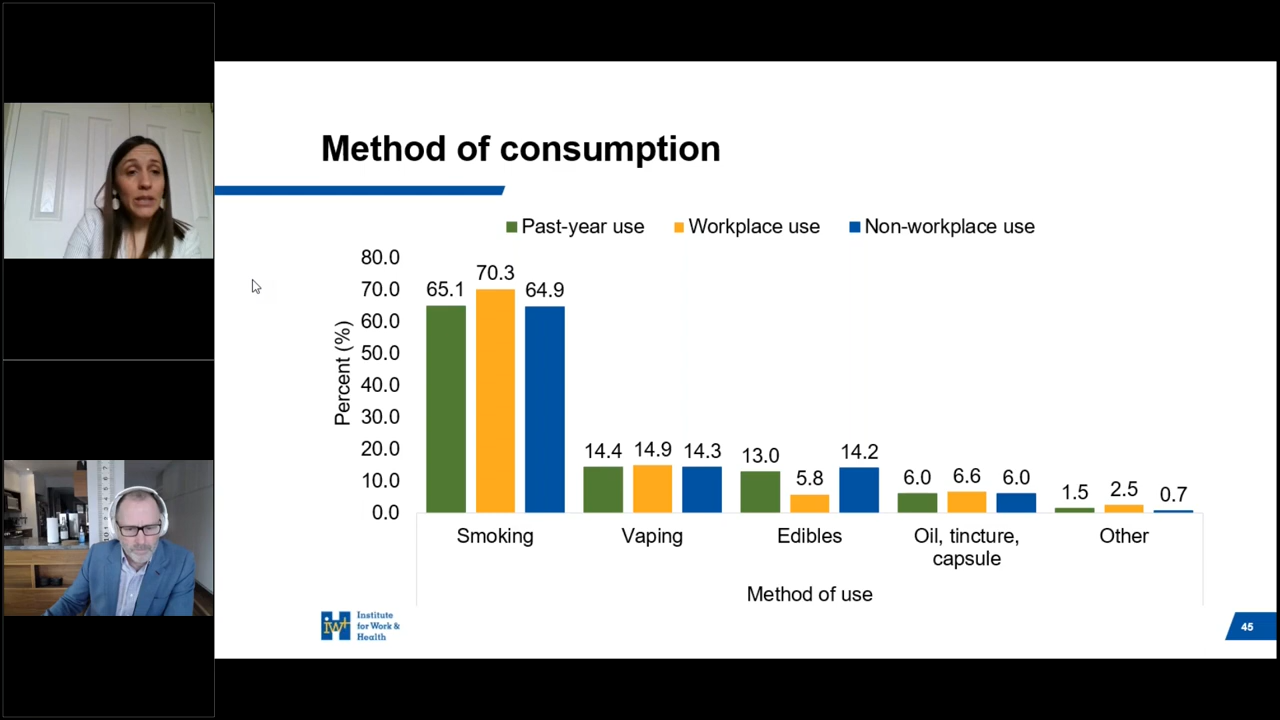 Method of consumption
Past-year use Workplace use Non-workplace use
Percent (%)
80.0
70.0
60.0
50.0
40.0
30.0
20.0
10.0
0.0
65.1 70.3 64.9
14.4 14.9 14.3
13.0 5.8 14.2
6.0 6.6 6.0
1.5 2.5 0.7
Smoking
Vaping
Edibles
Oil, tincture,
capsule
Other
Method of use
iwh
Institute
for Work &
Health
45